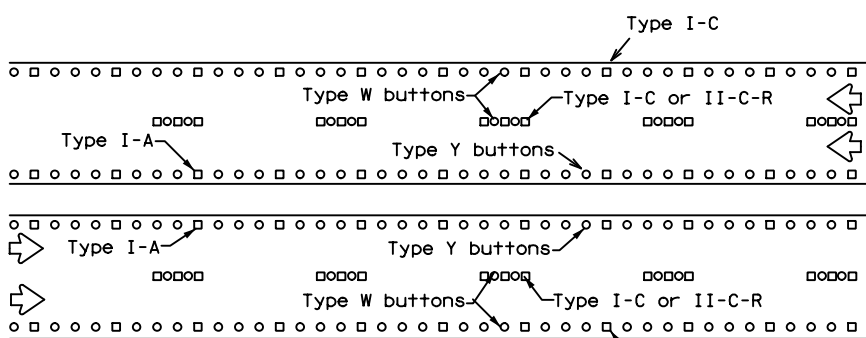 Type I-C
Type W buttons
Type I-C or II-C-R
Type I-A
Type Y buttons
Type I-A
Type Y buttons
Type W buttons
Type I-C or II-C-R